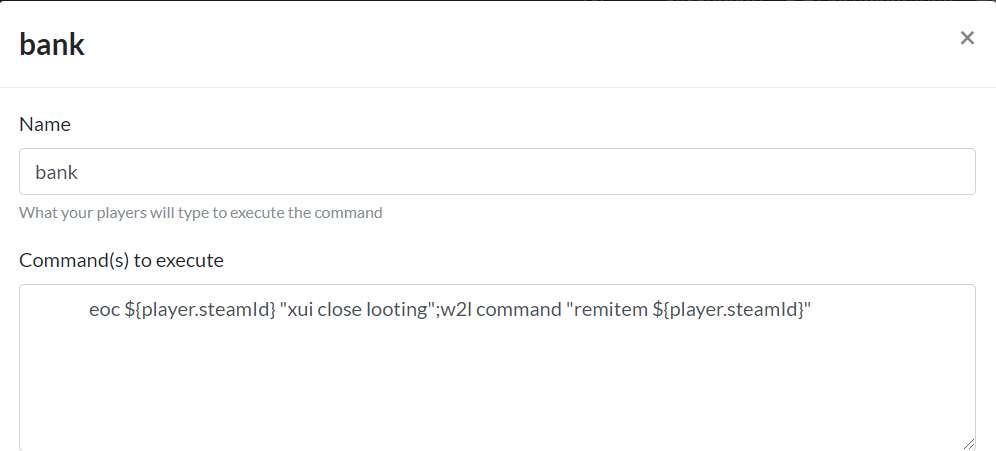 bank
Name
bank
What your players will type to execute the command
Command(s) to execute
eoc ${player.steamId} "xui close looting";w2l command "remitem ${player.steamId}"